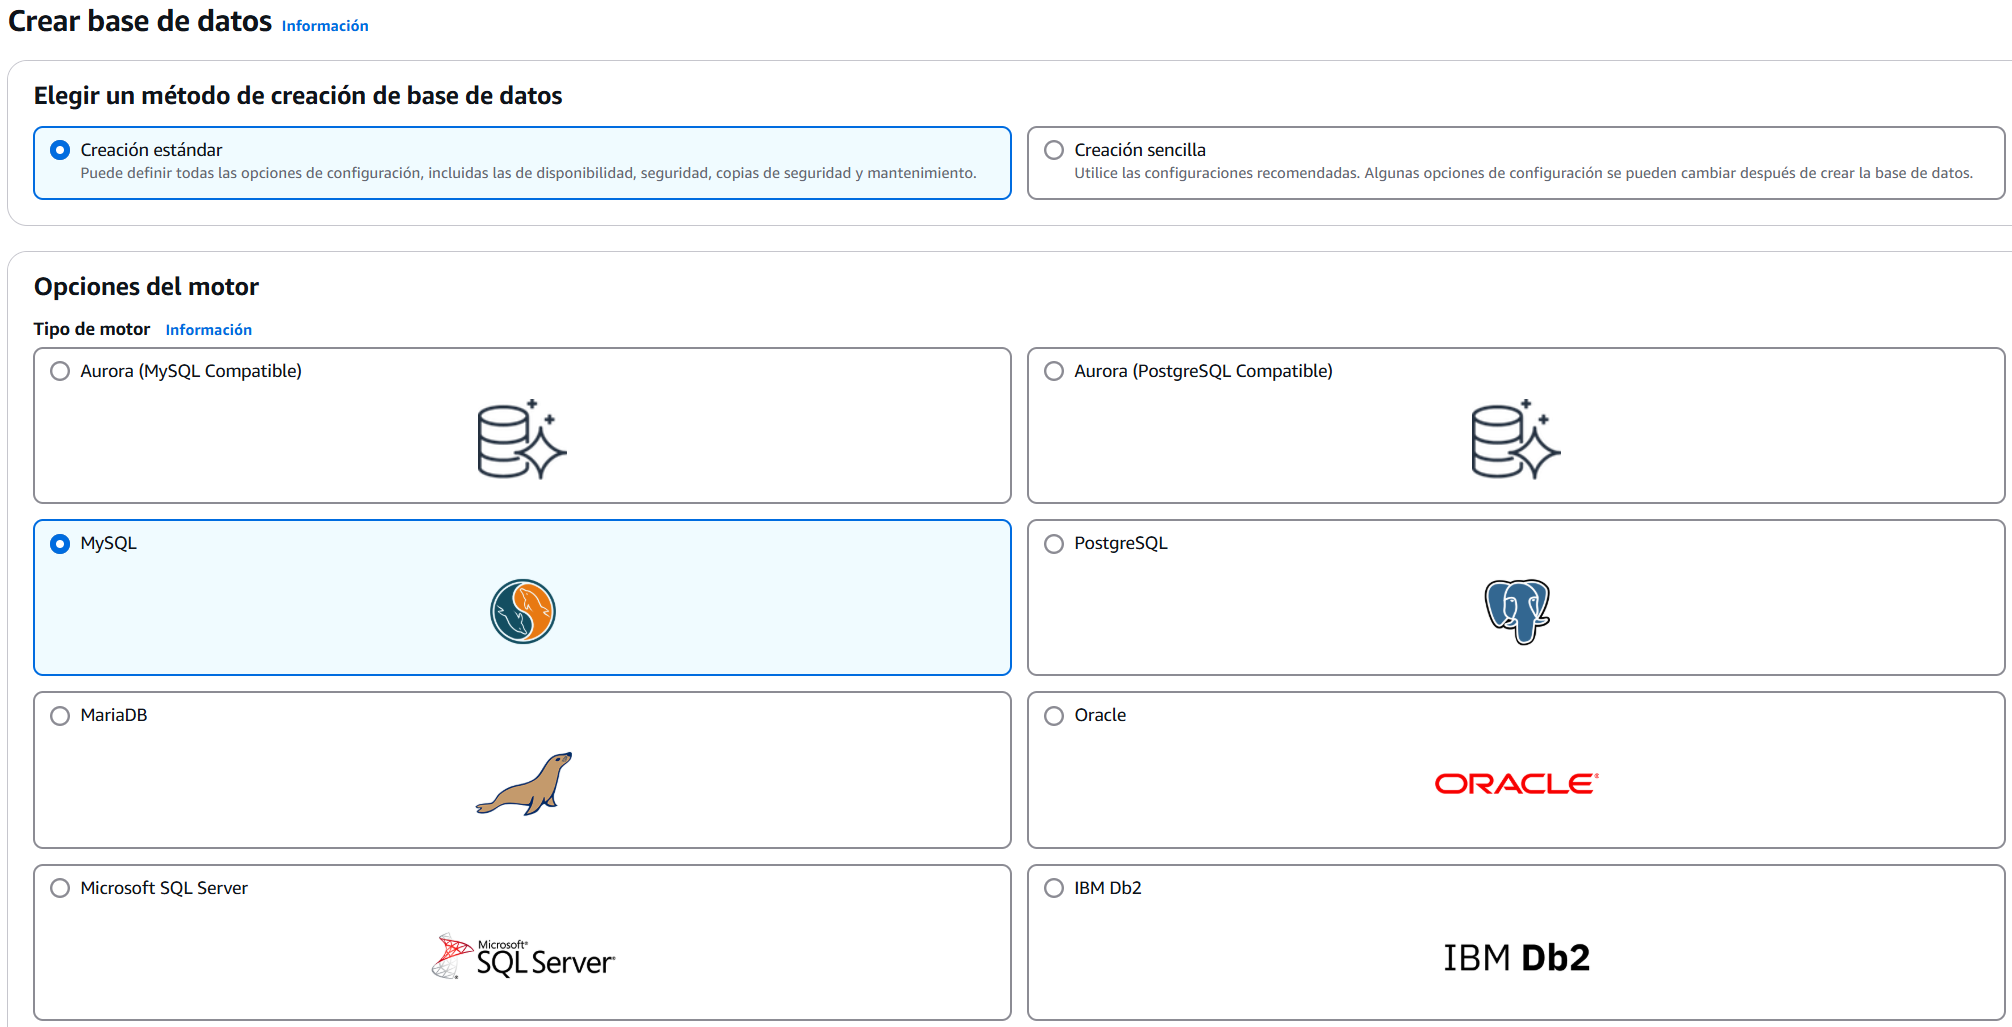 Crear base de datos Información
Elegir un método de creación de base de datos
Creación estándar
Puede definir todas las opciones de configuración, incluidas las de disponibilidad, seguridad, copias de seguridad y mantenimiento.
Creación sencilla
Utilice las configuraciones recomendadas. Algunas opciones de configuración se pueden cambiar después de crear la base de datos.
Opciones del motor
Tipo de motor Información
Aurora (MySQL Compatible)
Aurora (PostgreSQL Compatible)
MySQL
PostgreSQL
MariaDB
Oracle
ORACLE®
Microsoft SQL Server
Microsoft®
SQL Server®
IBM Db2
IBM Db2